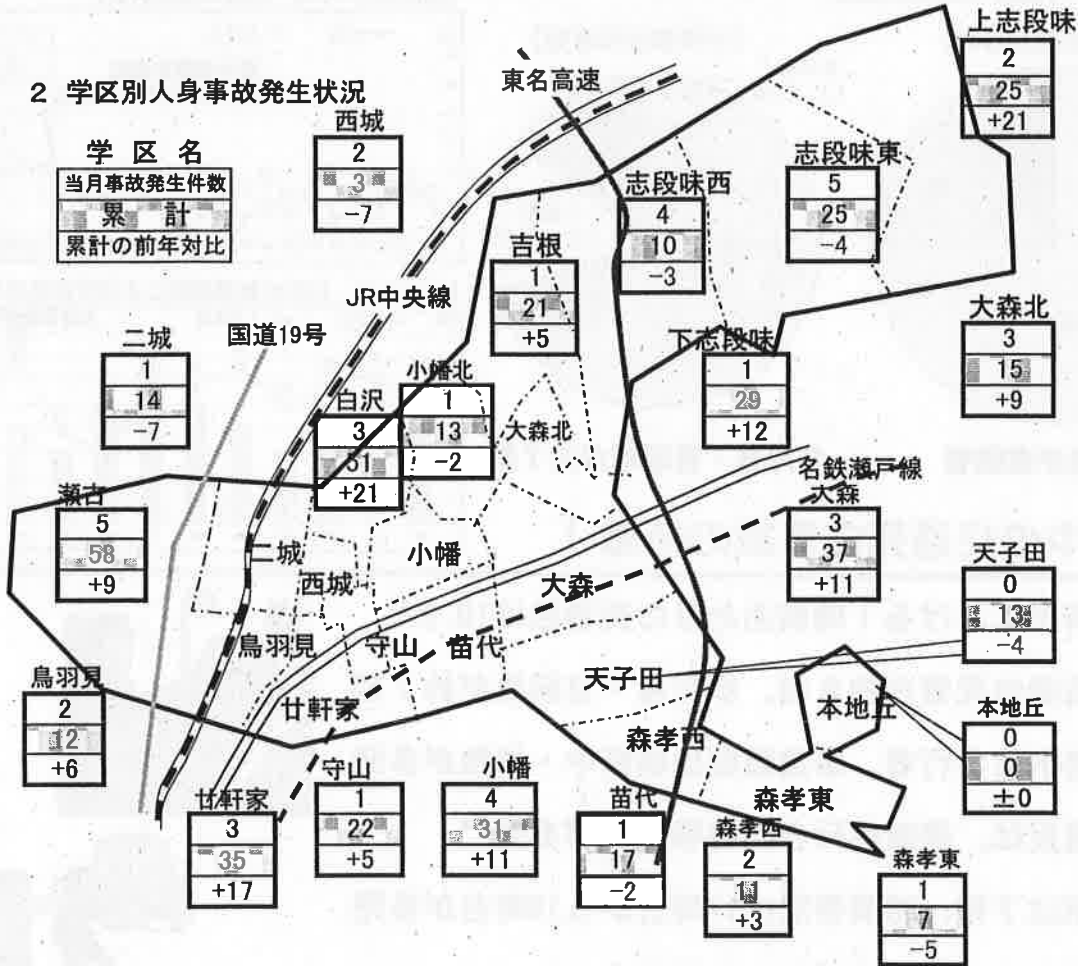 2 学区別人身事故発生状況
学区名
当月事故発生件数
累計
累計の前年対比
東名高速
上志段味
2
25
+21
西城
2
3
-7
志段味東
5
25
-4
志段味西
4
10
-3
吉根
1
21
+5
JR中央線
国道19号
二城
1
14
-7
大森北
3
15
+9
下志段味
1
29
+12
小幡北
1
13
-2
白沢
3
51
+21
大森北
名鉄瀬戸線
大森
3
37
+11
瀬古
5
58
+9
二城
西城
小幡
大森
天子田
0
13
-4
鳥羽見
守山
苗代
天子田
本地丘
鳥羽見
2
12
+6
廿軒家
森孝西
本地丘
0
0
±0
森孝東
廿軒家
3
35
+17
守山
1
22
+5
小幡
4
31
+11
苗代
1
17
-2
森孝西
2
11
+3
森孝東
1
7
-5